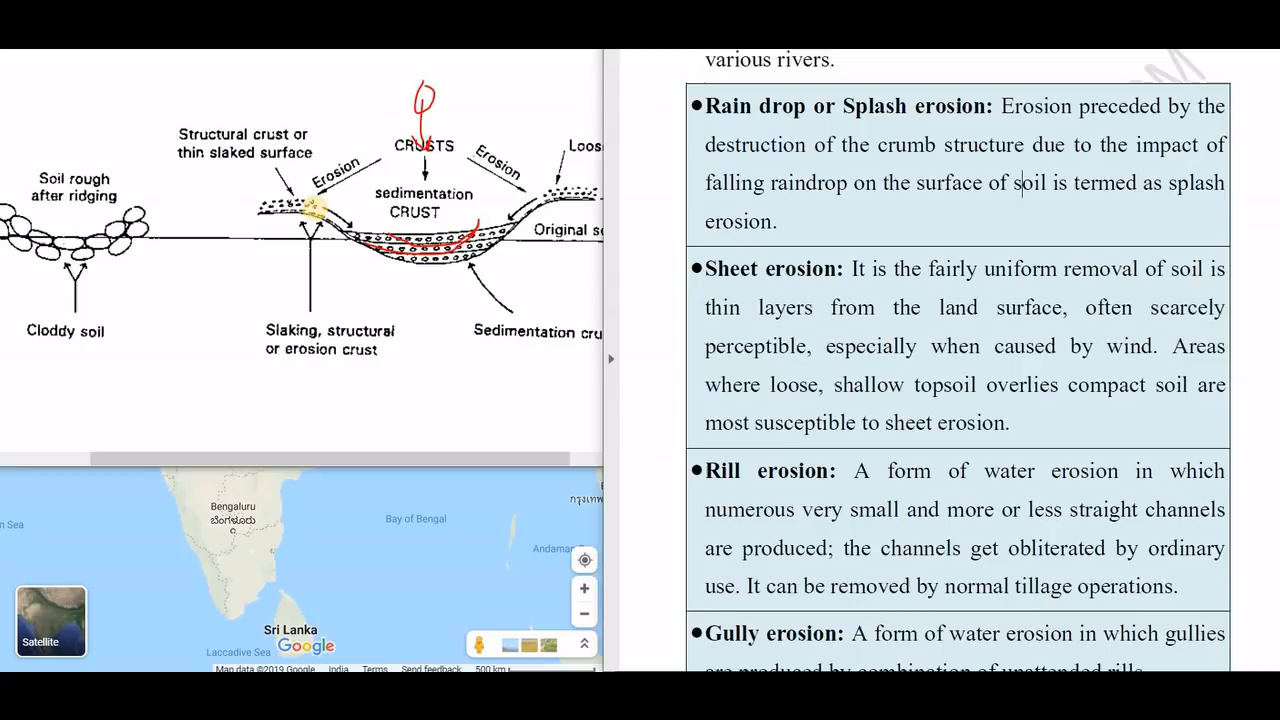 Structural crust or
thin slaked surface
CRUSTS
Erosion
Erosion
Soil rough
after ridging
sedimentation
CRUST
Cloddy soil
Slaking, structural
or erosion crust
Bengaluru
ಬೆಂಗಳೂರು
Bay of Bengal
Sri Lanka
Laccadive Sea
Satellite
Google
Map data ©2019 Google
India
Terms
Send feedback
500 km
various rivers.
●Rain drop or Splash erosion: Erosion preceded by the
destruction of the crumb structure due to the impact of
falling raindrop on the surface of soil is termed as splash
erosion.
●Sheet erosion: It is the fairly uniform removal of soil is
thin layers from the land surface, often scarcely
perceptible, especially when caused by wind. Areas
where loose, shallow topsoil overlies compact soil are
most susceptible to sheet erosion.
●Rill erosion: A form of water erosion in which
numerous very small and more or less straight channels
are produced; the channels get obliterated by ordinary
use. It can be removed by normal tillage operations.
●Gully erosion: A form of water erosion in which gullies
are produced by combination of unattended rills.